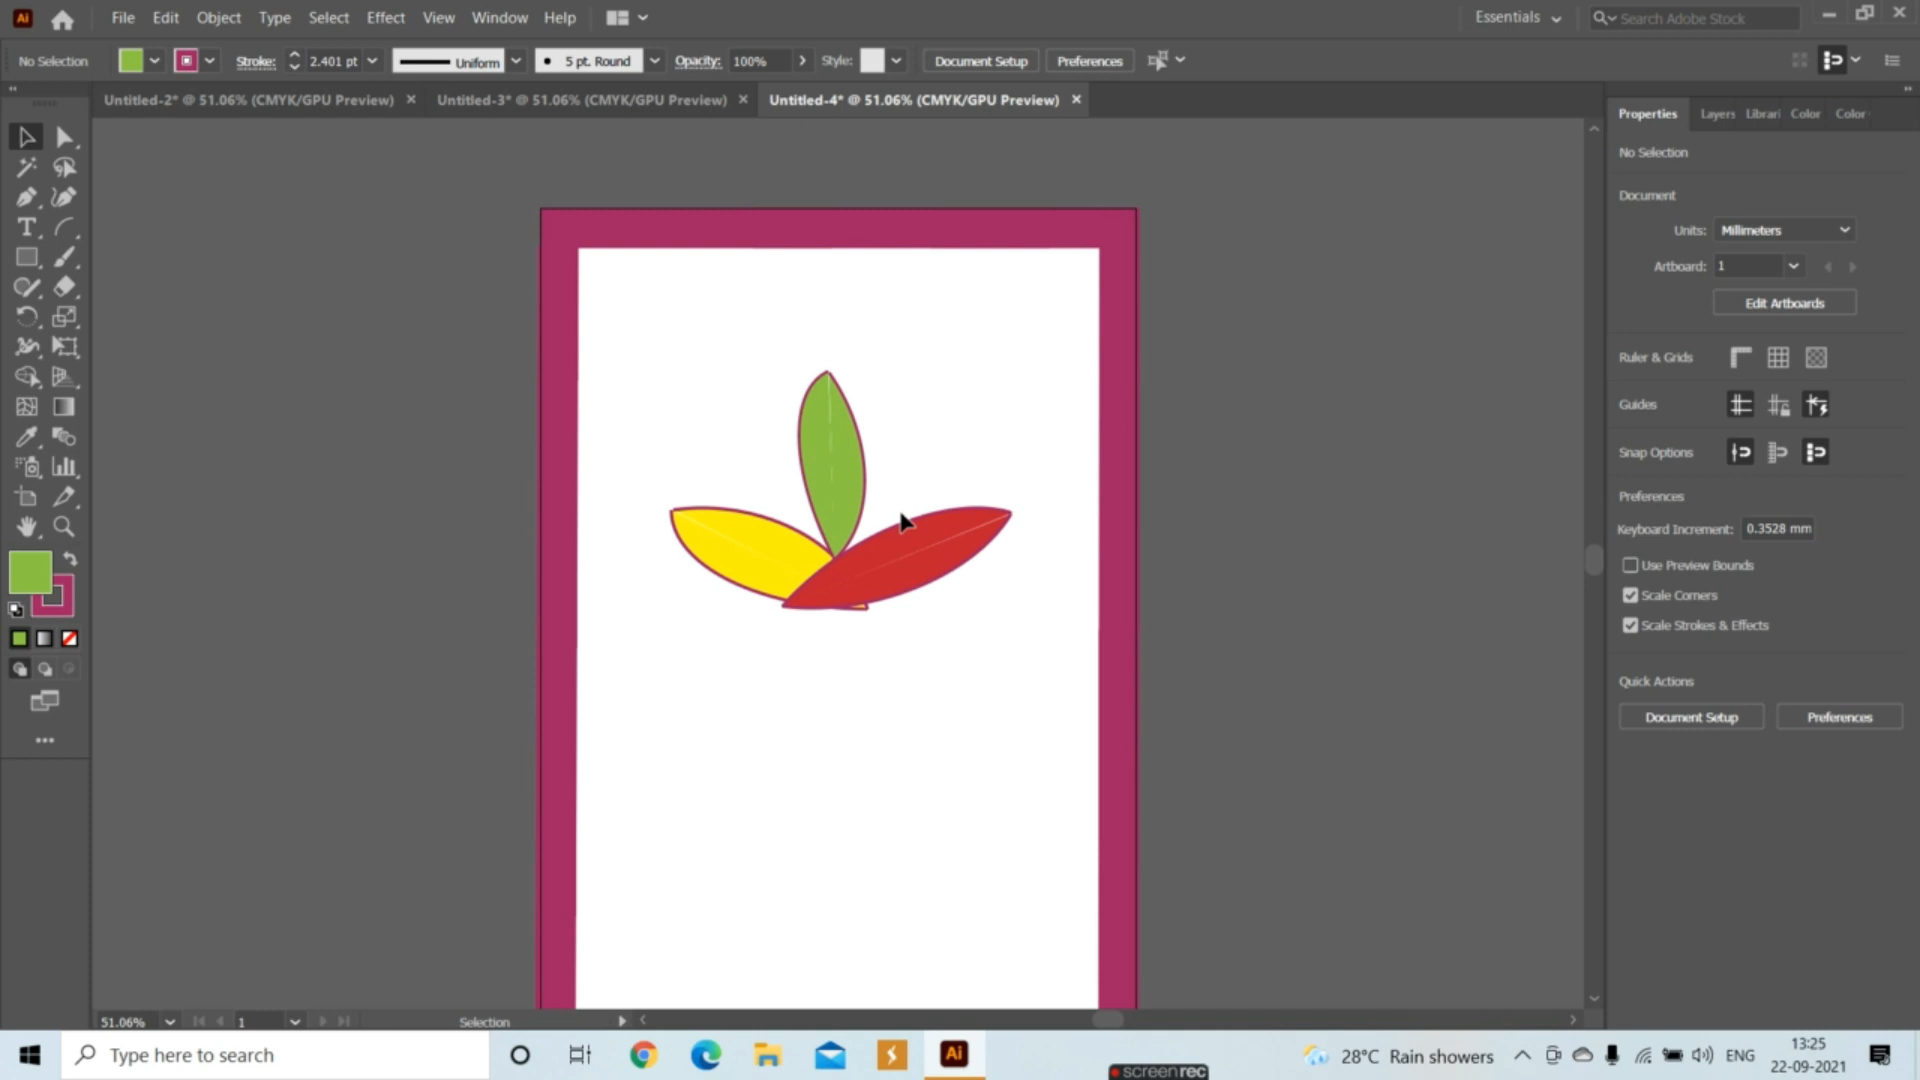 Ai File Edit Object Type Select Effect View Window Help Essentials Search Adobe Stock
No Selection Stroke: 2.401 pt Uniform 5 pt. Round Opacity: 100% Style: Document Setup Preferences
Untitled-2* @ 51.06% (CMYK/GPU Preview) Untitled-3* @ 51.06% (CMYK/GPU Preview) Untitled-4* @ 51.06% (CMYK/GPU Preview)
Properties Layers Librari Color Color
No Selection
Document
Units: Millimeters
Artboard: 1
Edit Artboards
Ruler & Grids
Guides
Snap Options
Preferences
Keyboard Increment: 0.3528 mm
Use Preview Bounds
Scale Corners
Scale Strokes & Effects
Quick Actions
Document Setup Preferences
51.06% 1 Selection
Type here to search Ai 28°C Rain showers ENG 13:25
22-09-2021
screenrec